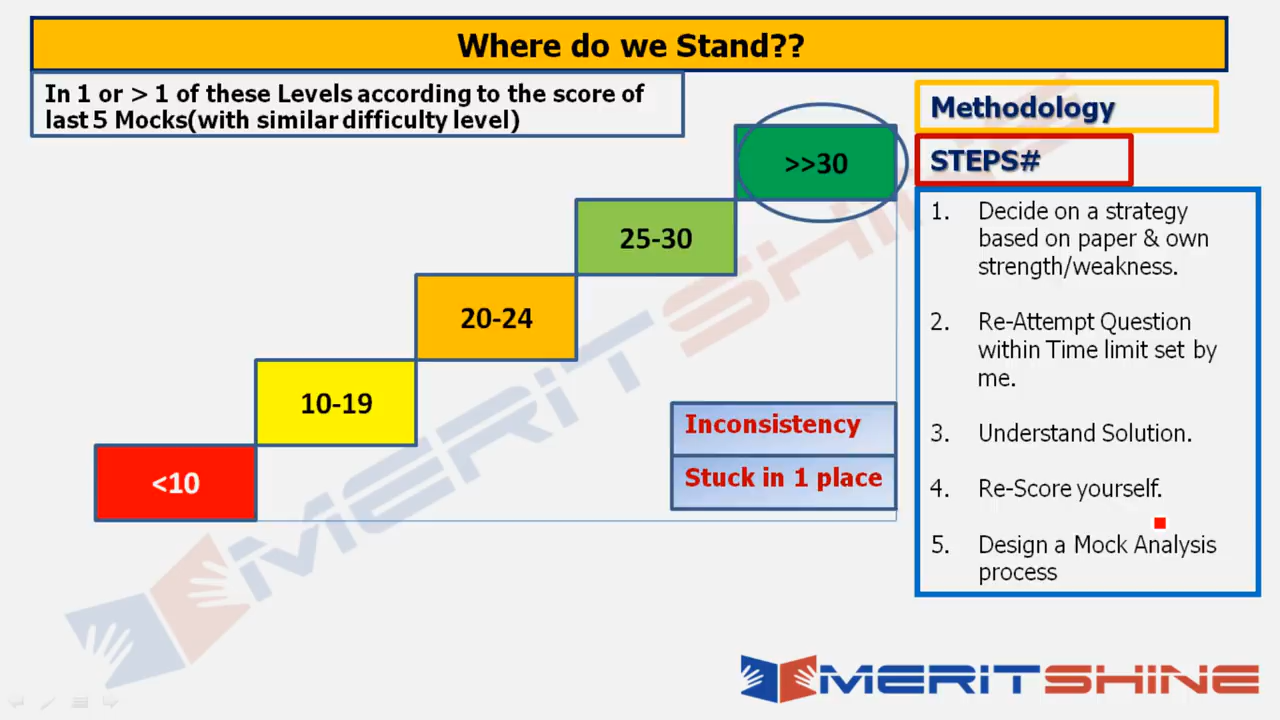 Where do we Stand??
In 1 or > 1 of these Levels according to the score of
last 5 Mocks(with similar difficulty level)
>>30
25-30
20-24
10-19
<10
Inconsistency
Stuck in 1 place
Methodology
STEPS#
1. Decide on a strategy
based on paper & own
strength/weakness.
2. Re-Attempt Question
within Time limit set by
me.
3. Understand Solution.
4. Re-Score yourself.
5. Design a Mock Analysis
process
MERITSHINE
MERITSHINE